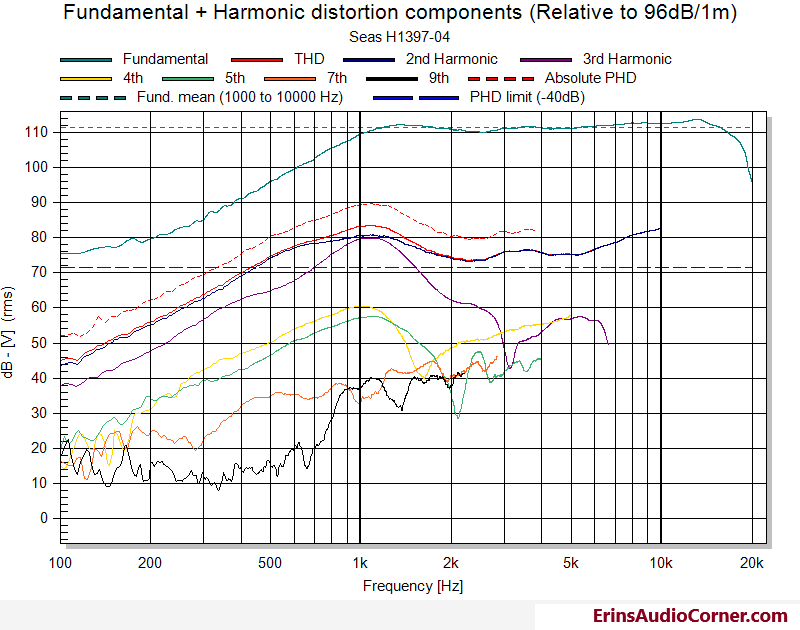 Fundamental + Harmonic distortion components (Relative to 96dB/1m)
Seas H1397-04
Fundamental THD 2nd Harmonic 3rd Harmonic
4th 5th 7th 9th Absolute PHD
Fund. mean (1000 to 10000 Hz) PHD limit (-40dB)
110
100
90
80
70
60
50
40
30
20
10
0
dB - [V] (rms)
100 200 500 1k 2k 5k 10k 20k
Frequency [Hz]
ErinsAudioCorner.com